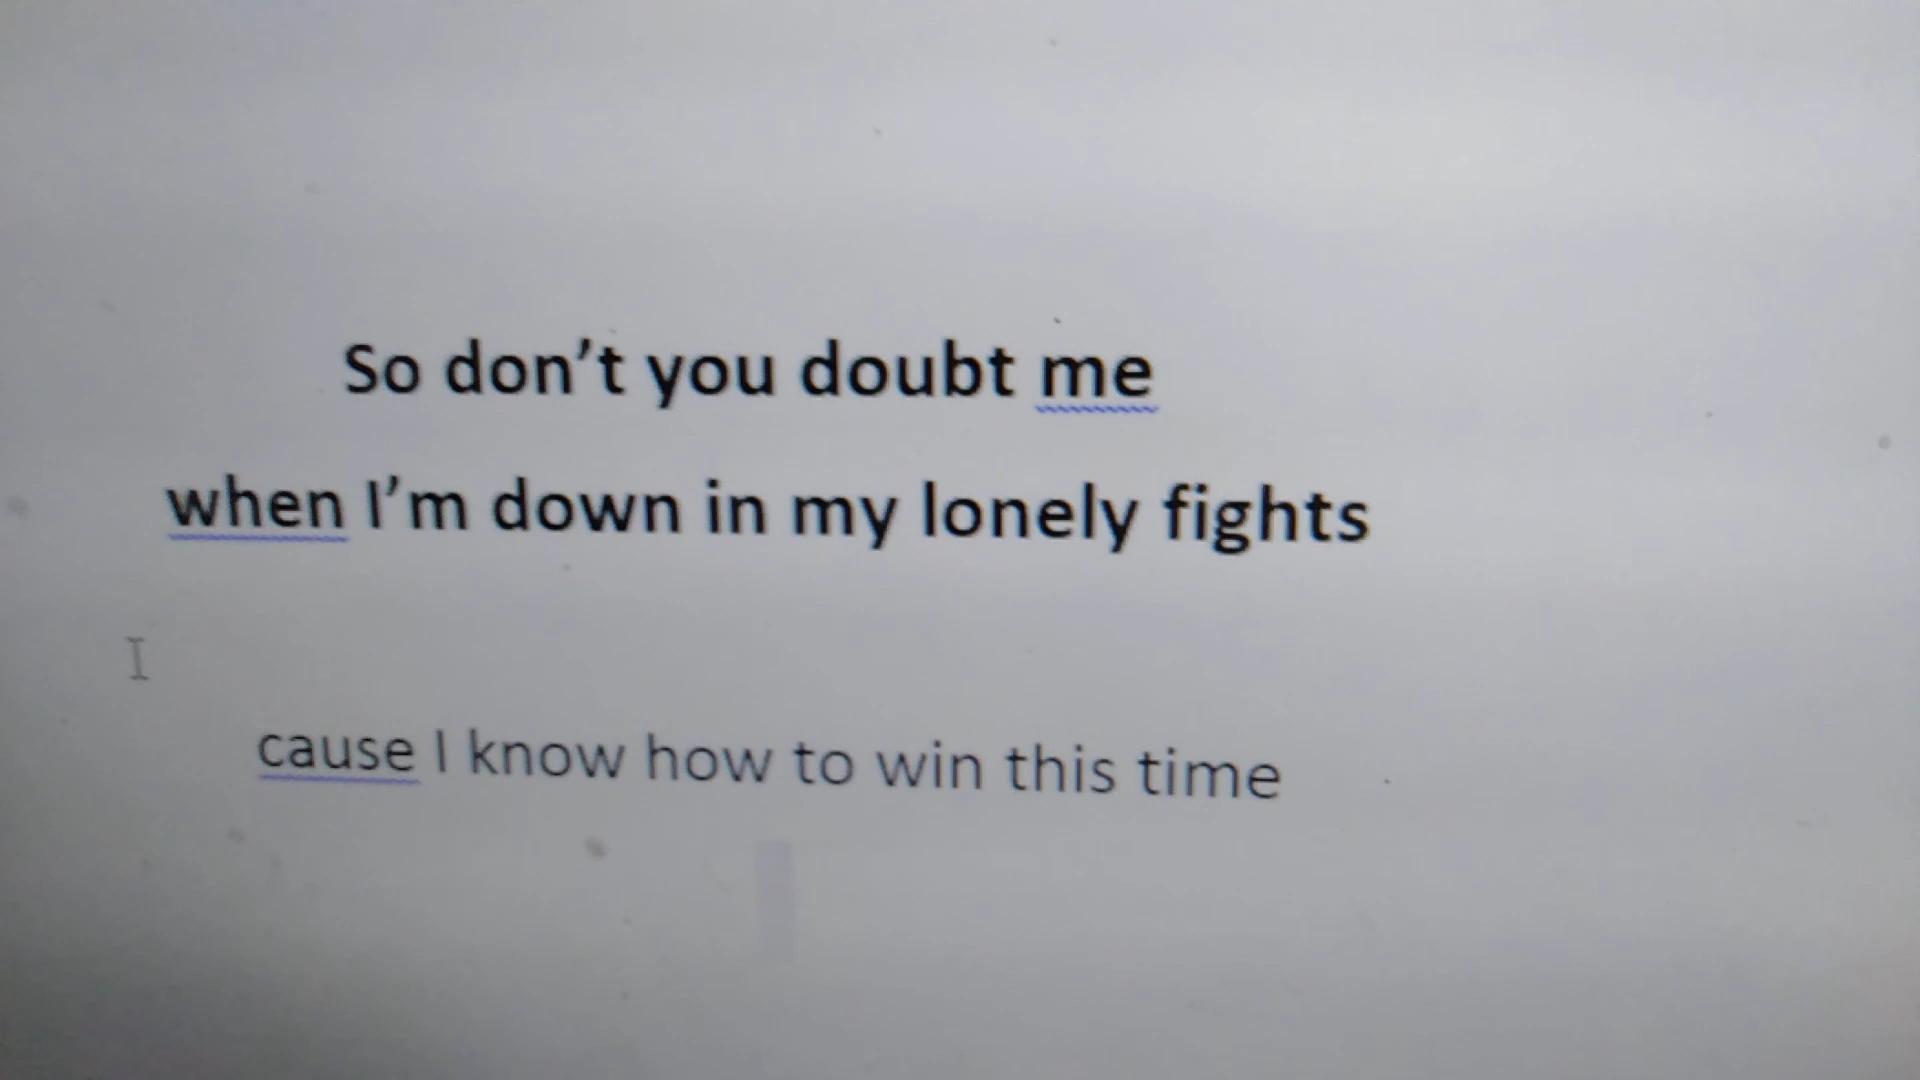 So don’t you doubt me
when I’m down in my lonely fights
cause I know how to win this time